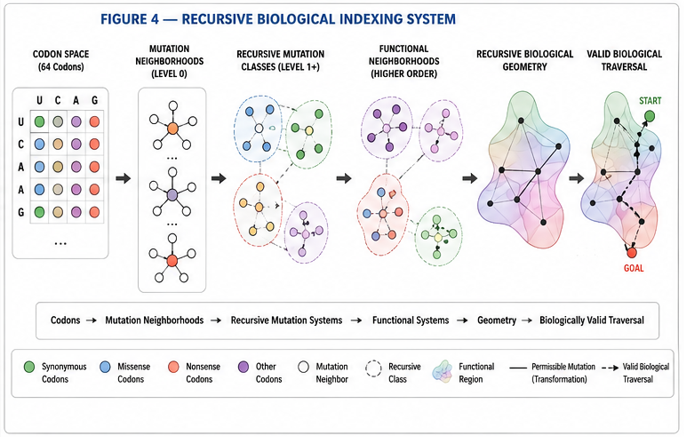 FIGURE 4 — RECURSIVE BIOLOGICAL INDEXING SYSTEM
CODON SPACE
(64 Codons)
MUTATION
NEIGHBORHOODS
(LEVEL 0)
RECURSIVE MUTATION
CLASSES (LEVEL 1+)
FUNCTIONAL
NEIGHBORHOODS
(HIGHER ORDER)
RECURSIVE BIOLOGICAL
GEOMETRY
VALID BIOLOGICAL
TRAVERSAL
U C A G
U
C
A
A
G
...
...
...
START
GOAL
Codons → Mutation Neighborhoods → Recursive Mutation Systems → Functional Systems → Geometry → Biologically Valid Traversal
Synonymous
Codons
Missense
Codons
Nonsense
Codons
Other
Codons
Mutation
Neighbor
Recursive
Class
Functional
Region
Permissible Mutation
(Transformation)
Valid Biological
Traversal